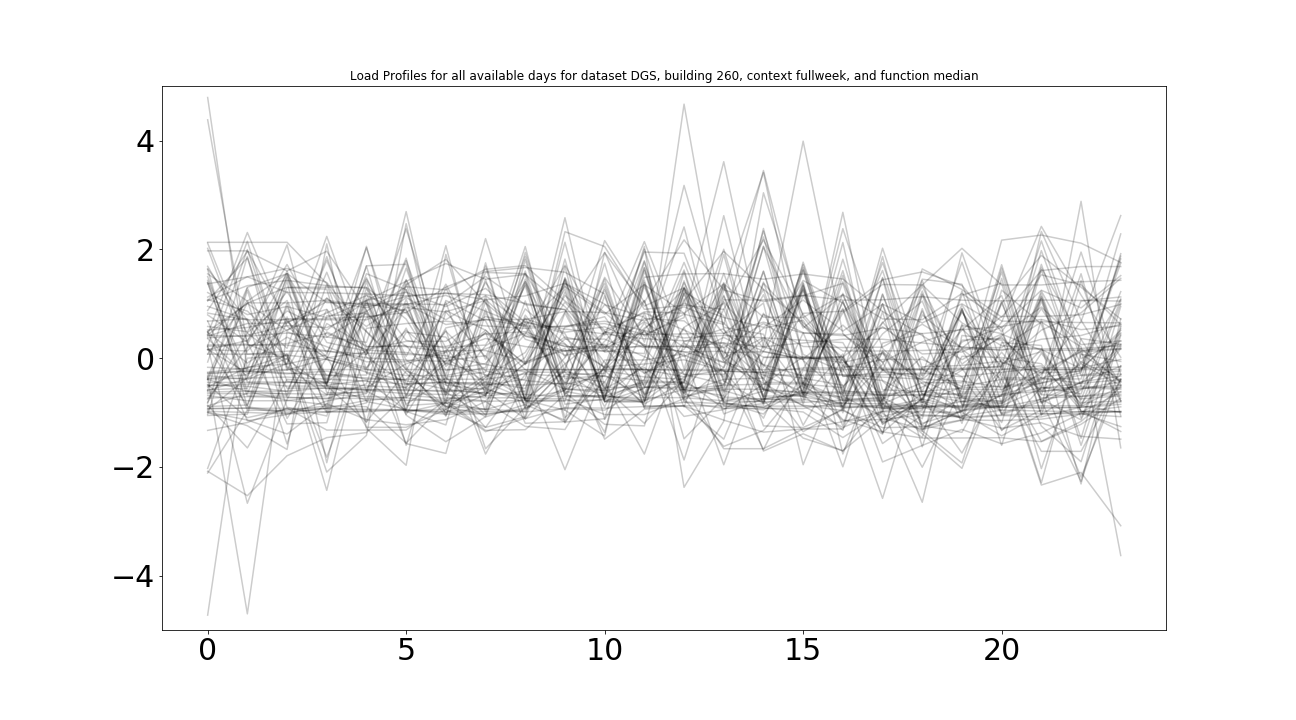 Load Profiles for all available days for dataset DGS, building 260, context fullweek, and function median
4
2
0
−2
−4
0 5 10 15 20